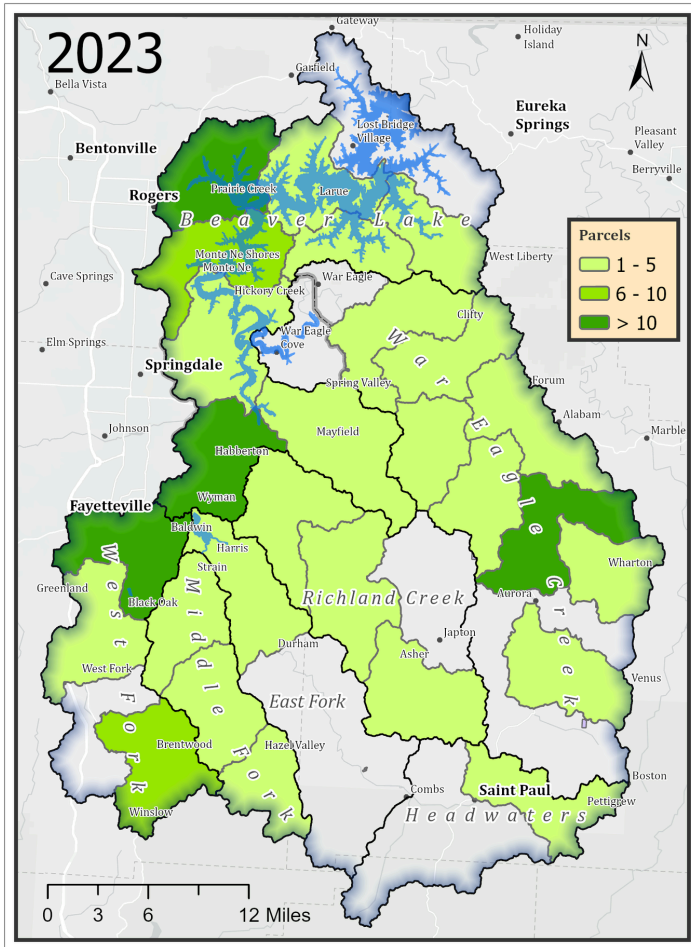 2023
Gateway
Holiday
Island
N
Garfield
Bella Vista
Eureka
Springs
Lost Bridge
Village
Pleasant
Valley
Bentonville
Berryville
Rogers
Prairie Creek
Larue
Beaver Lake
Parcels
1 - 5
6 - 10
> 10
Monte Ne Shores
Monte Ne
West Liberty
Cave Springs
War Eagle
Hickory Creek
Clifty
War Eagle
Cove
Elm Springs
Springdale
Spring Valley
Forum
Alabam
War Eagle Creek
Johnson
Mayfield
Marble
Habberton
Wyman
Fayetteville
Baldwin
Harris
Strain
Wharton
Greenland
Black Oak
Richland Creek
Aurora
West Fork
Middle Fork
Durham
Japton
Asher
West Fork
Venus
East Fork
Brentwood
Hazel Valley
Boston
Combs
Saint Paul
Pettigrew
Winslow
Headwaters
0 3 6 12 Miles